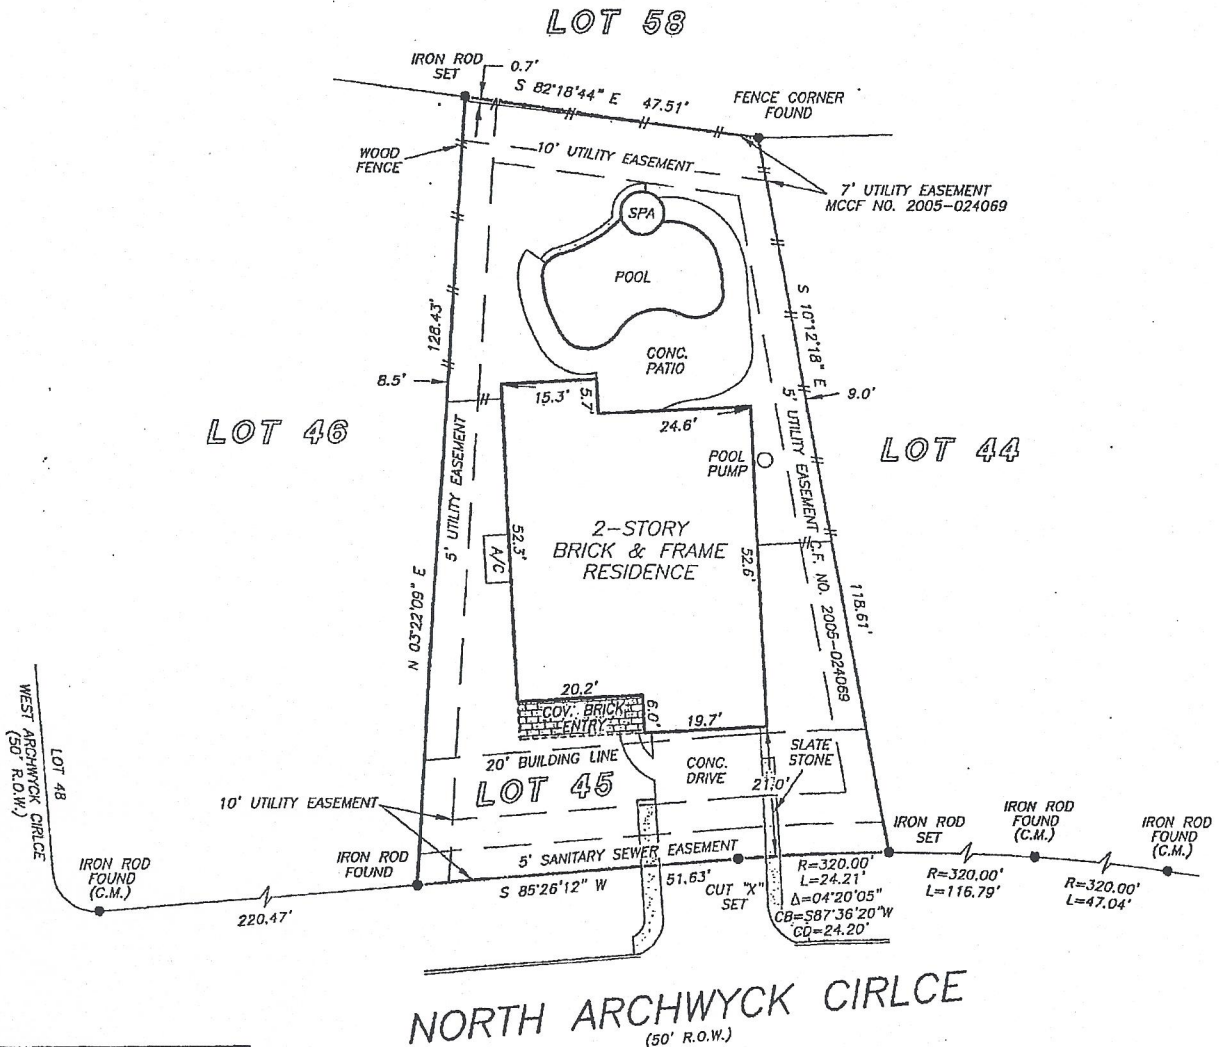 LOT 58
IRON ROD
SET
0.7'
S 82°18'44" E 47.51'
FENCE CORNER
FOUND
WOOD
FENCE
10' UTILITY EASEMENT
7' UTILITY EASEMENT
MCCF NO. 2005-024069
SPA
POOL
S 10°12'18" E
128.43'
CONC.
PATIO
8.5'
15.3'
5.7'
9.0'
24.6'
LOT 46
LOT 44
5' UTILITY EASEMENT
5' UTILITY EASEMENT C.F. NO. 2005-024069
POOL
PUMP
2-STORY
BRICK & FRAME
RESIDENCE
52.3'
A/C
52.6'
118.61'
N 03°22'09" E
20.2'
COV. BRICK
ENTRY
6.0'
19.7'
WEST ARCHWYCK CIRLCE
(50' R.O.W.)
LOT 48
20' BUILDING LINE
CONC.
DRIVE
SLATE
STONE
LOT 45
21.0'
10' UTILITY EASEMENT
5' SANITARY SEWER EASEMENT
IRON ROD
FOUND
(C.M.)
IRON ROD
FOUND
220.47'
S 85°26'12" W
51.63'
CUT "X"
SET
R=320.00'
L=24.21'
Δ=04°20'05"
CB=S87°36'20"W
CD=24.20'
IRON ROD
SET
R=320.00'
L=116.79'
IRON ROD
FOUND
(C.M.)
R=320.00'
L=47.04'
IRON ROD
FOUND
(C.M.)
NORTH ARCHWYCK CIRLCE
(50' R.O.W.)